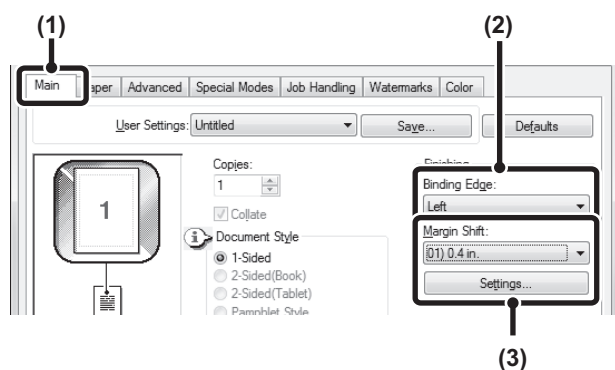 (1)
(2)
Main Paper Advanced Special Modes Job Handling Watermarks Color
User Settings: Untitled Save... Defaults
Copies:
1
Collate
Document Style
1-Sided
2-Sided(Book)
2-Sided(Tablet)
Pamphlet Style
1
Finishing
Binding Edge:
Left
Margin Shift:
[01) 0.4 in.
Settings...
(3)